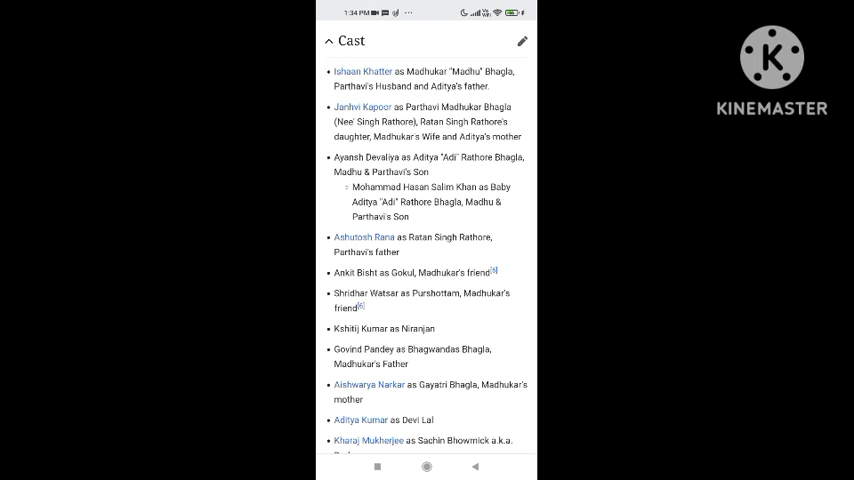 1:34 PM
Cast
Ishaan Khatter as Madhukar "Madhu" Bhagla,
Parthavi's Husband and Aditya's father.
Janhvi Kapoor as Parthavi Madhukar Bhagla
(Nee' Singh Rathore), Ratan Singh Rathore's
daughter, Madhukar's Wife and Aditya's mother
Ayansh Devaliya as Aditya "Adi" Rathore Bhagla,
Madhu & Parthavi's Son
Mohammad Hasan Salim Khan as Baby
Aditya "Adi" Rathore Bhagla, Madhu &
Parthavi's Son
Ashutosh Rana as Ratan Singh Rathore,
Parthavi's father
Ankit Bisht as Gokul, Madhukar's friend
Shridhar Watsar as Purshottam, Madhukar's
friend[6]
Kshitij Kumar as Niranjan
Govind Pandey as Bhagwandas Bhagla,
Madhukar's Father
Aishwarya Narkar as Gayatri Bhagla, Madhukar's
mother
Aditya Kumar as Devi Lal
Kharaj Mukherjee as Sachin Bhowmick a.k.a.
K
KINEMASTER